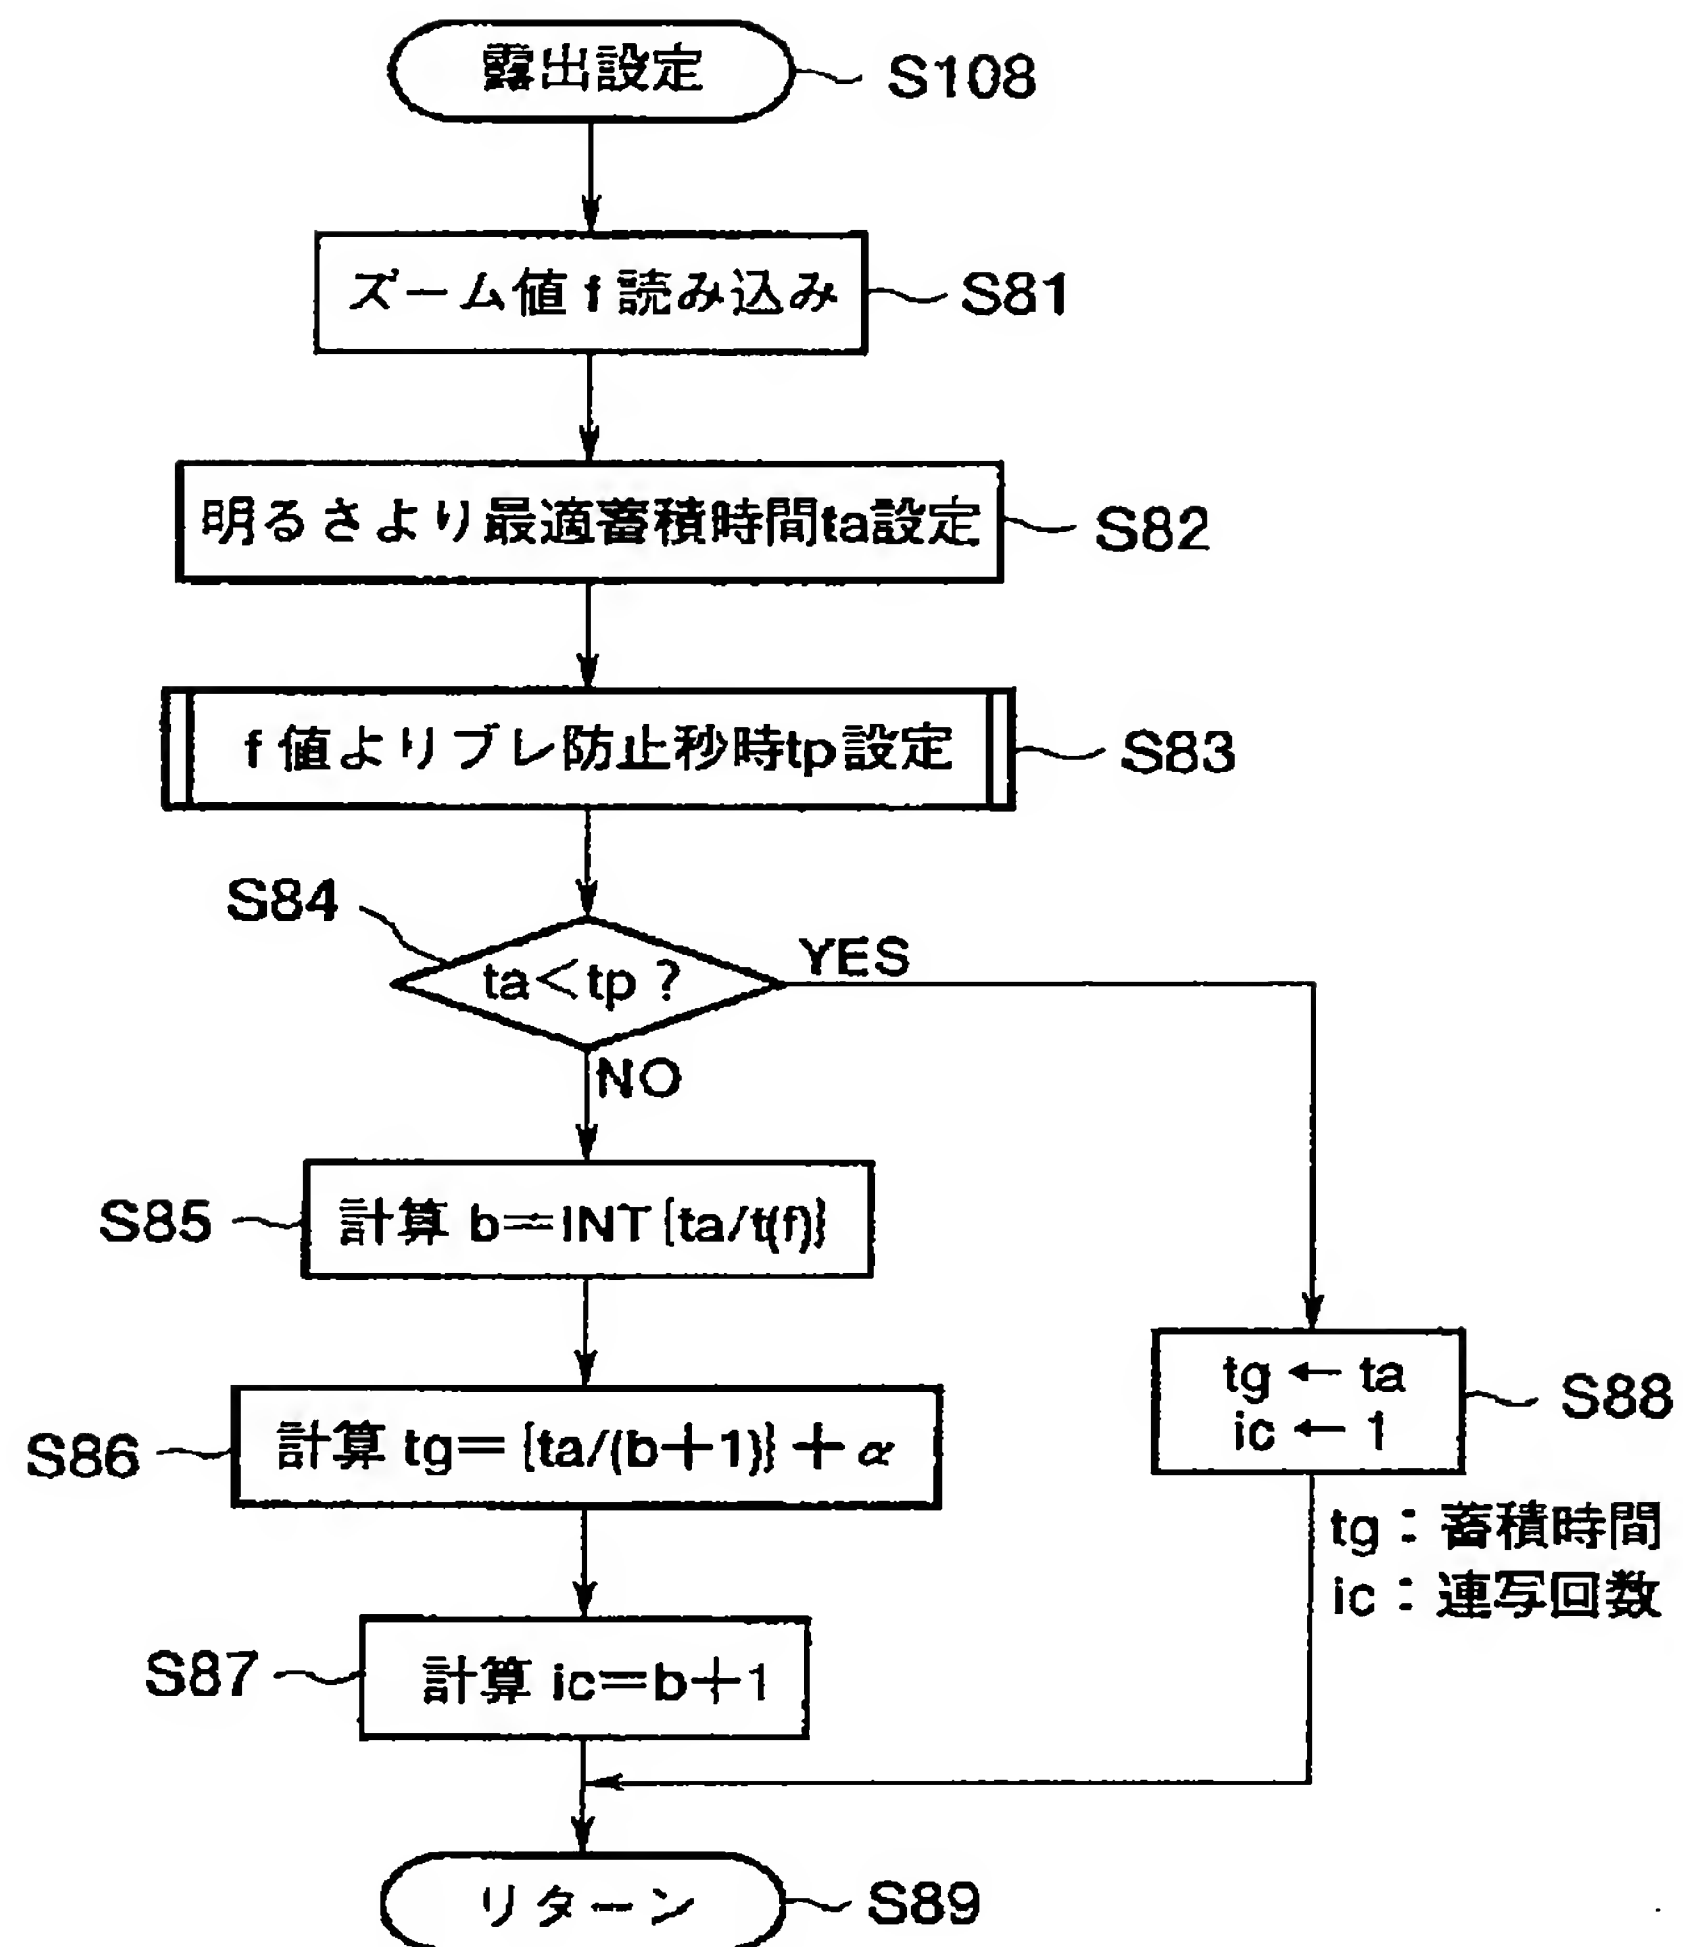 露出設定
S108
ズーム値 f 読み込み
S81
明るさより最適蓄積時間ta設定
S82
f 値よりブレ防止秒時tp設定
S83
S84
ta＜tp ?
YES
NO
S85
計算 b＝INT {ta/t(f)}
S86
計算 tg＝ {ta/(b＋1)}＋α
tg ← ta
ic ← 1
S88
tg：蓄積時間
ic：連写回数
S87
計算 ic＝b＋1
リターン
S89